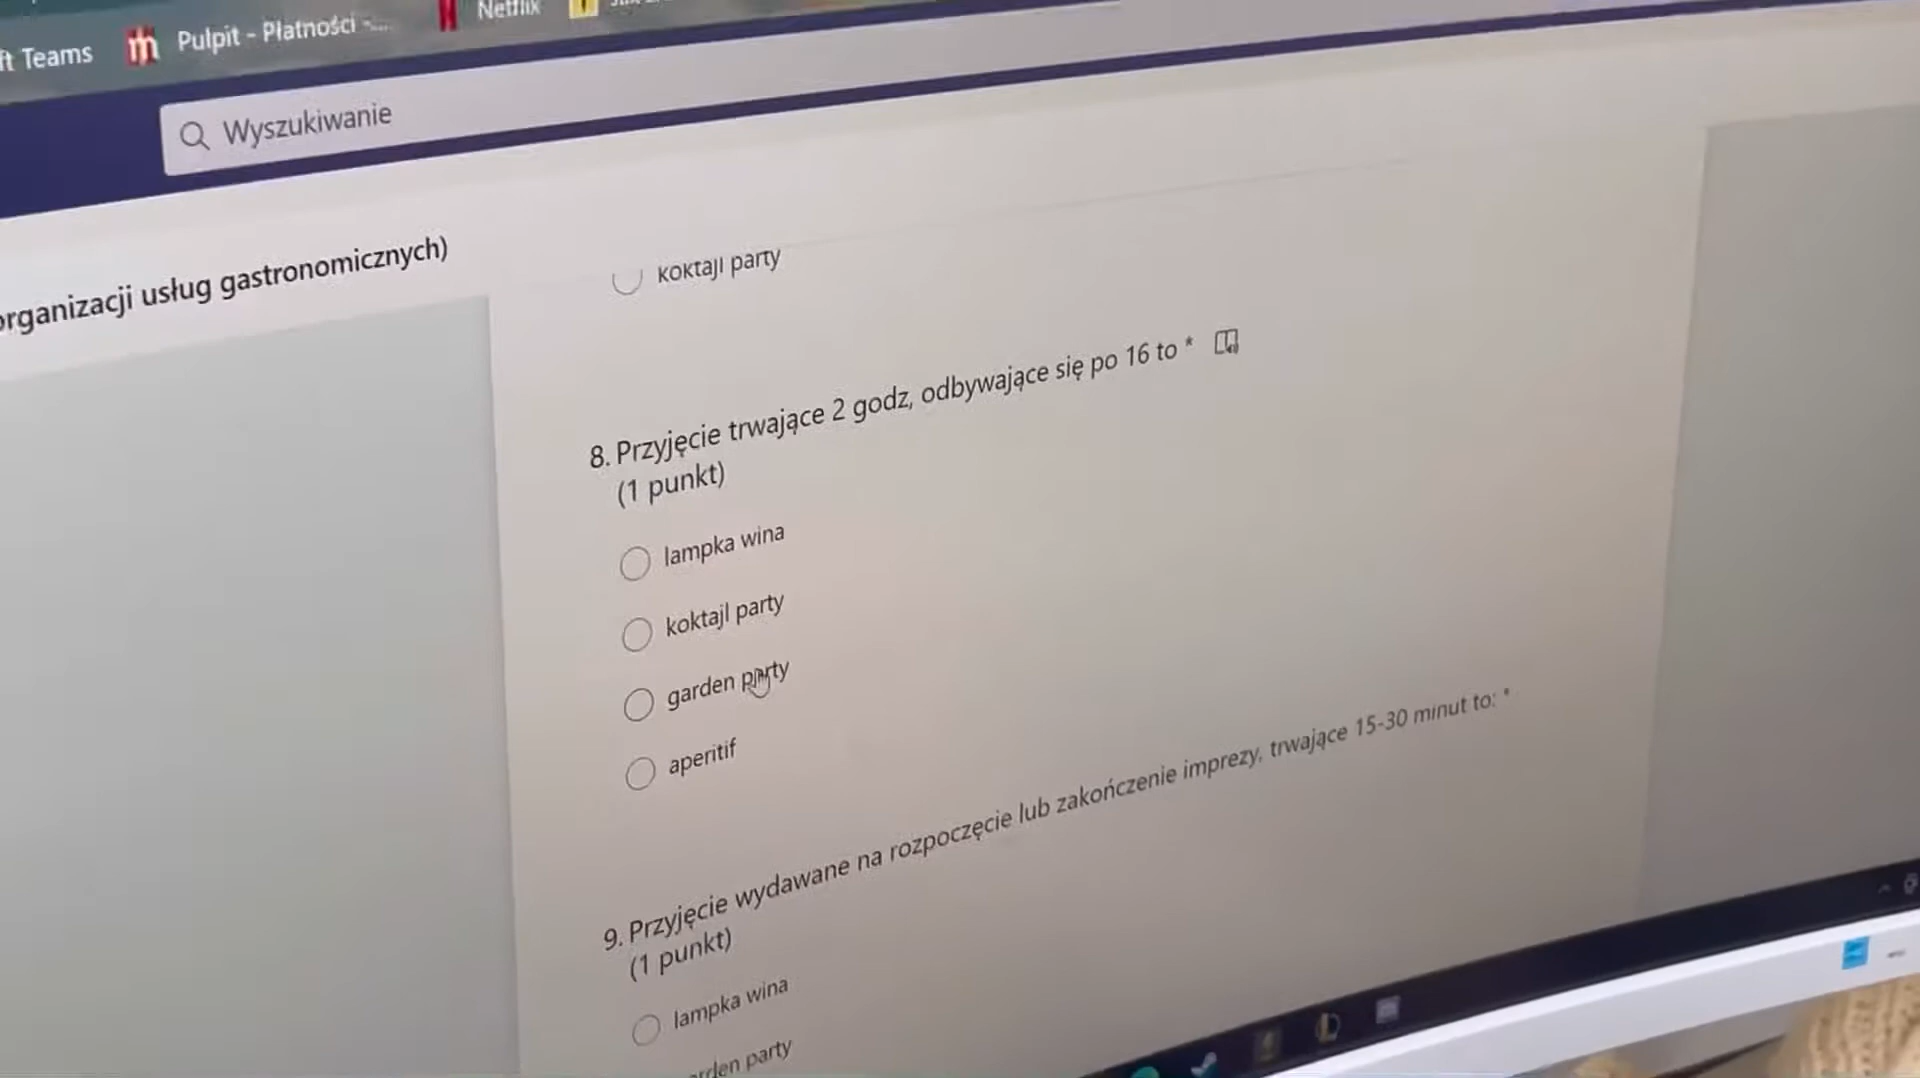 Teams
Pulpit - Płatności -...
Netflix
Wyszukiwanie
organizacji usług gastronomicznych)
koktajl party
8. Przyjęcie trwające 2 godz, odbywające się po 16 to *
(1 punkt)
lampka wina
koktajl party
garden party
aperitif
9. Przyjęcie wydawane na rozpoczęcie lub zakończenie imprezy, trwające 15-30 minut to: *
(1 punkt)
lampka wina
party